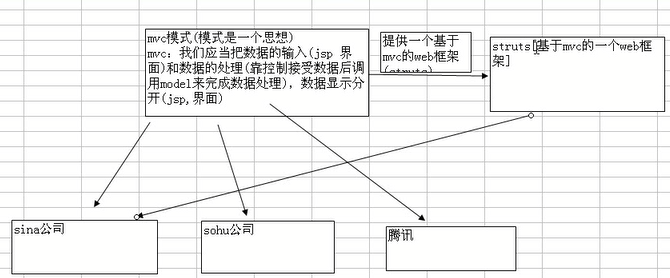 mvc模式(模式是一个思想)
mvc：我们应当把数据的输入(jsp 界
面)和数据的处理(靠控制接受数据后调
用model来完成数据处理)，数据显示分
开(jsp,界面)
提供一个基于
mvc的web框架
(struts)
struts[基于mvc的一个web框
架]
sina公司
sohu公司
腾讯